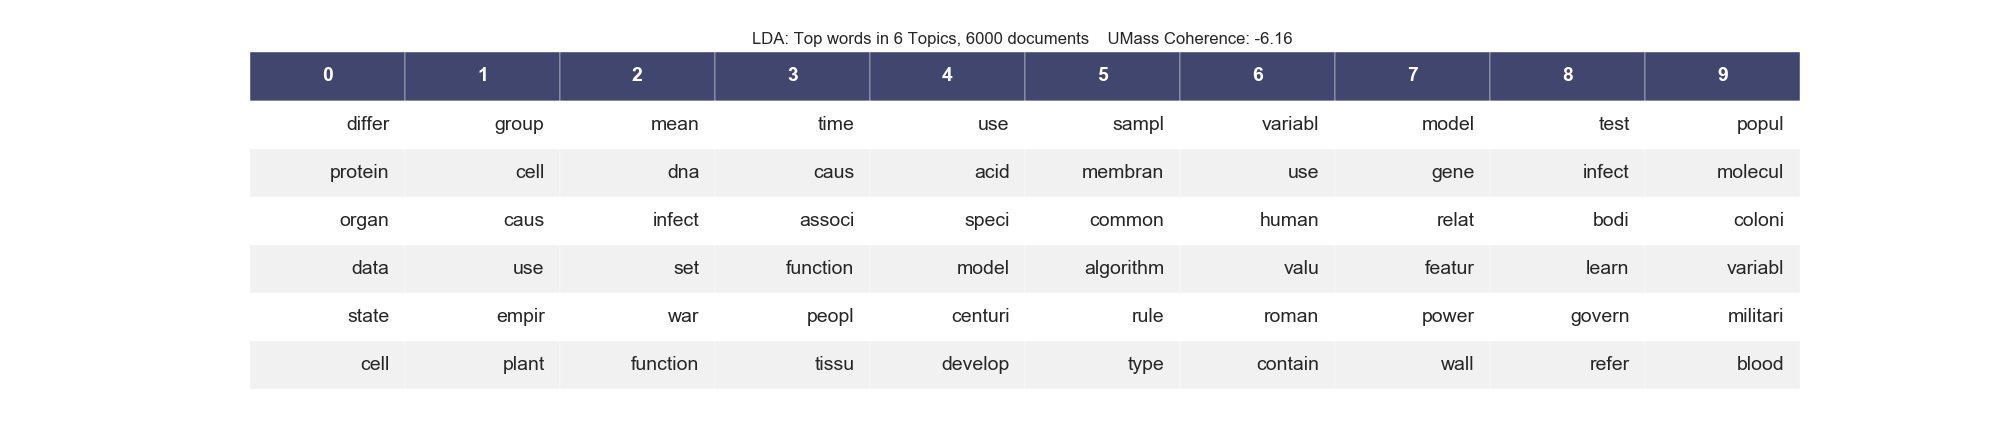 LDA: Top words in 6 Topics, 6000 documents    UMass Coherence: -6.16
0 1 2 3 4 5 6 7 8 9
differ group mean time use sampl variabl model test popul
protein cell dna caus acid membran use gene infect molecul
organ caus infect associ speci common human relat bodi coloni
data use set function model algorithm valu featur learn variabl
state empir war peopl centuri rule roman power govern militari
cell plant function tissu develop type contain wall refer blood